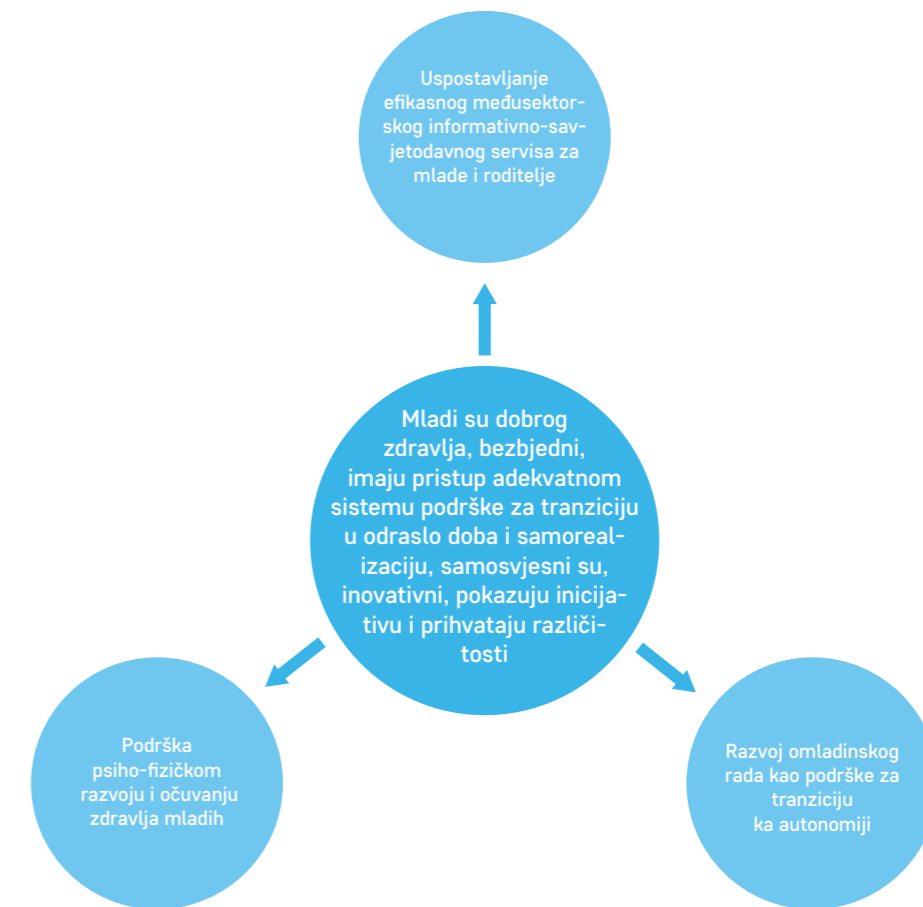 Uspostavljanje
efikasnog međusektor-
skog informativno-sav-
jetodavnog servisa za
mlade i roditelje
Mladi su dobrog
zdravlja, bezbjedni,
imaju pristup adekvatnom
sistemu podrške za tranziciju
u odraslo doba i samoreal-
izaciju, samosvjesni su,
inovativni, pokazuju inicija-
tivu i prihvataju različi-
tosti
Podrška
psiho-fizičkom
razvoju i očuvanju
zdravlja mladih
Razvoj omladinskog
rada kao podrške za
tranziciju
ka autonomiji